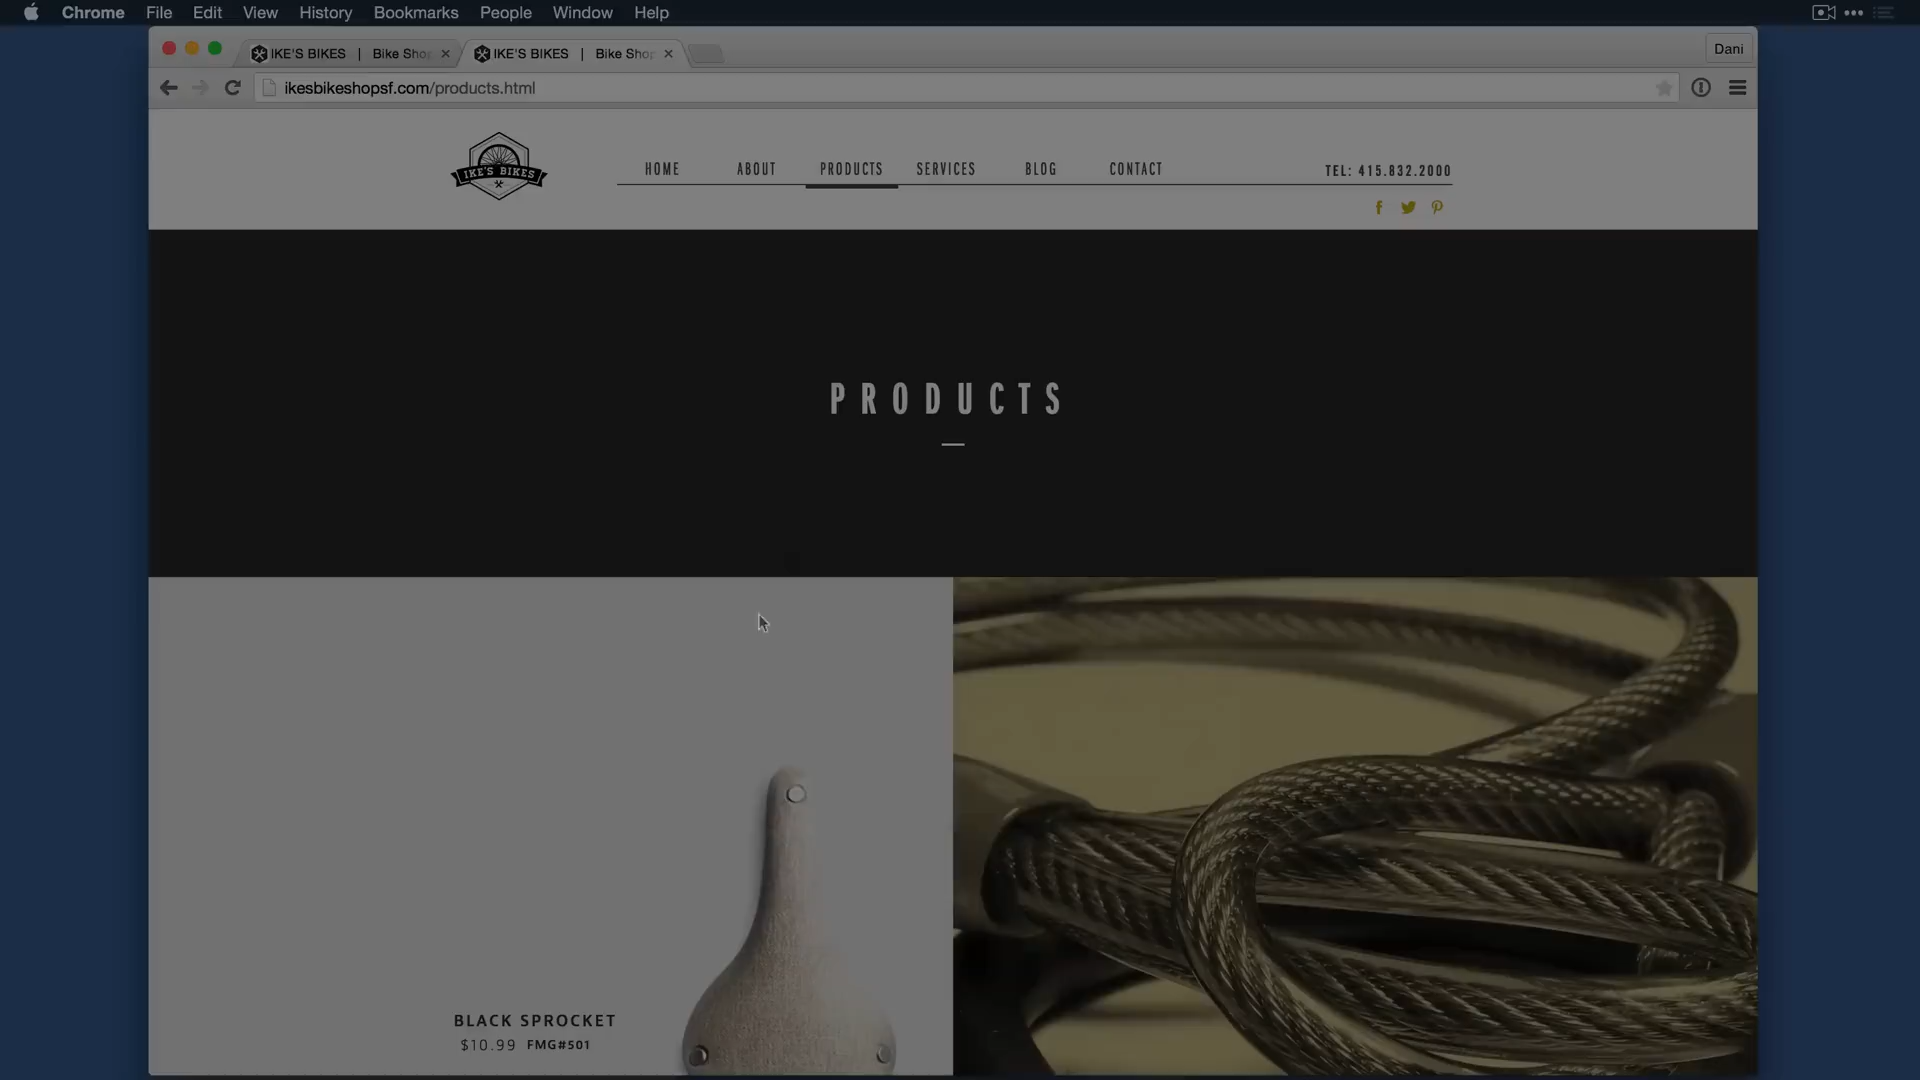 Chrome File Edit View History Bookmarks People Window Help
IKE'S BIKES | Bike Sho IKE'S BIKES | Bike Sho Dani
ikesbikeshopsf.com/products.html
IKE'S BIKES
HOME ABOUT PRODUCTS SERVICES BLOG CONTACT TEL: 415.832.2000
PRODUCTS
BLACK SPROCKET
$10.99 FMG#501